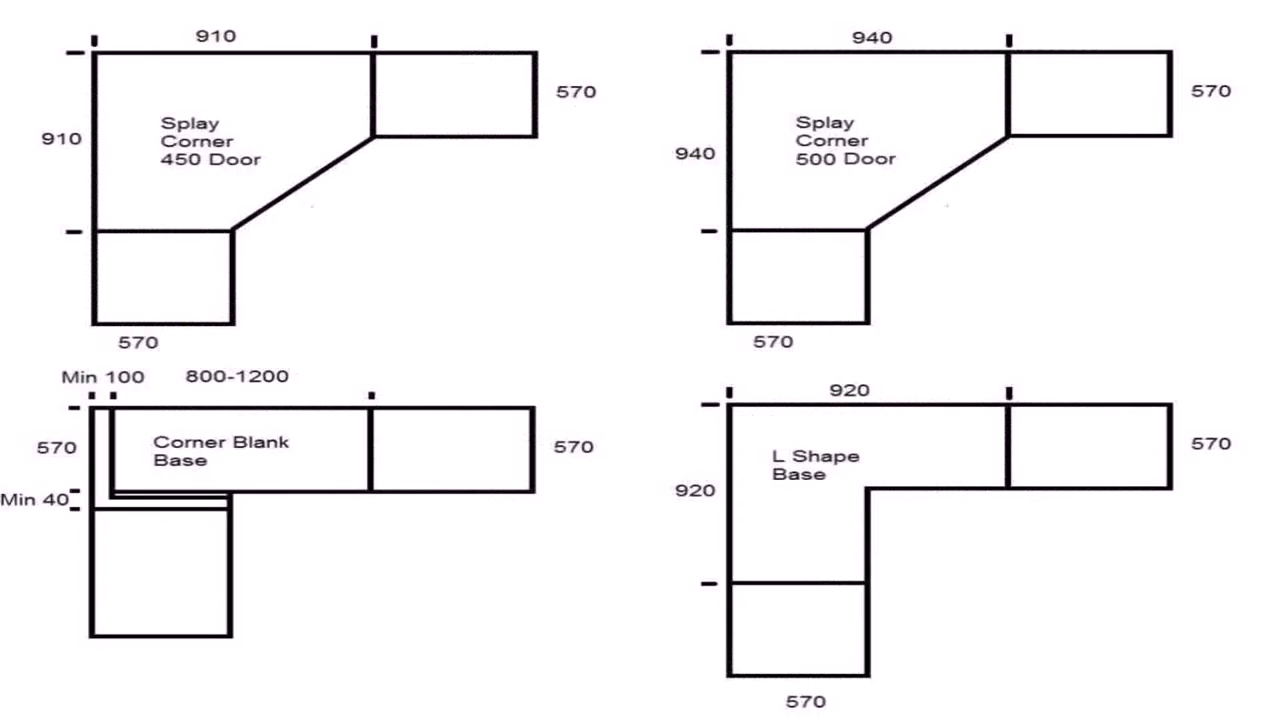 910
910
Splay
Corner
450 Door
570
570
940
940
Splay
Corner
500 Door
570
570
Min 100
800-1200
570
Corner Blank
Base
570
Min 40
920
920
L Shape
Base
570
570